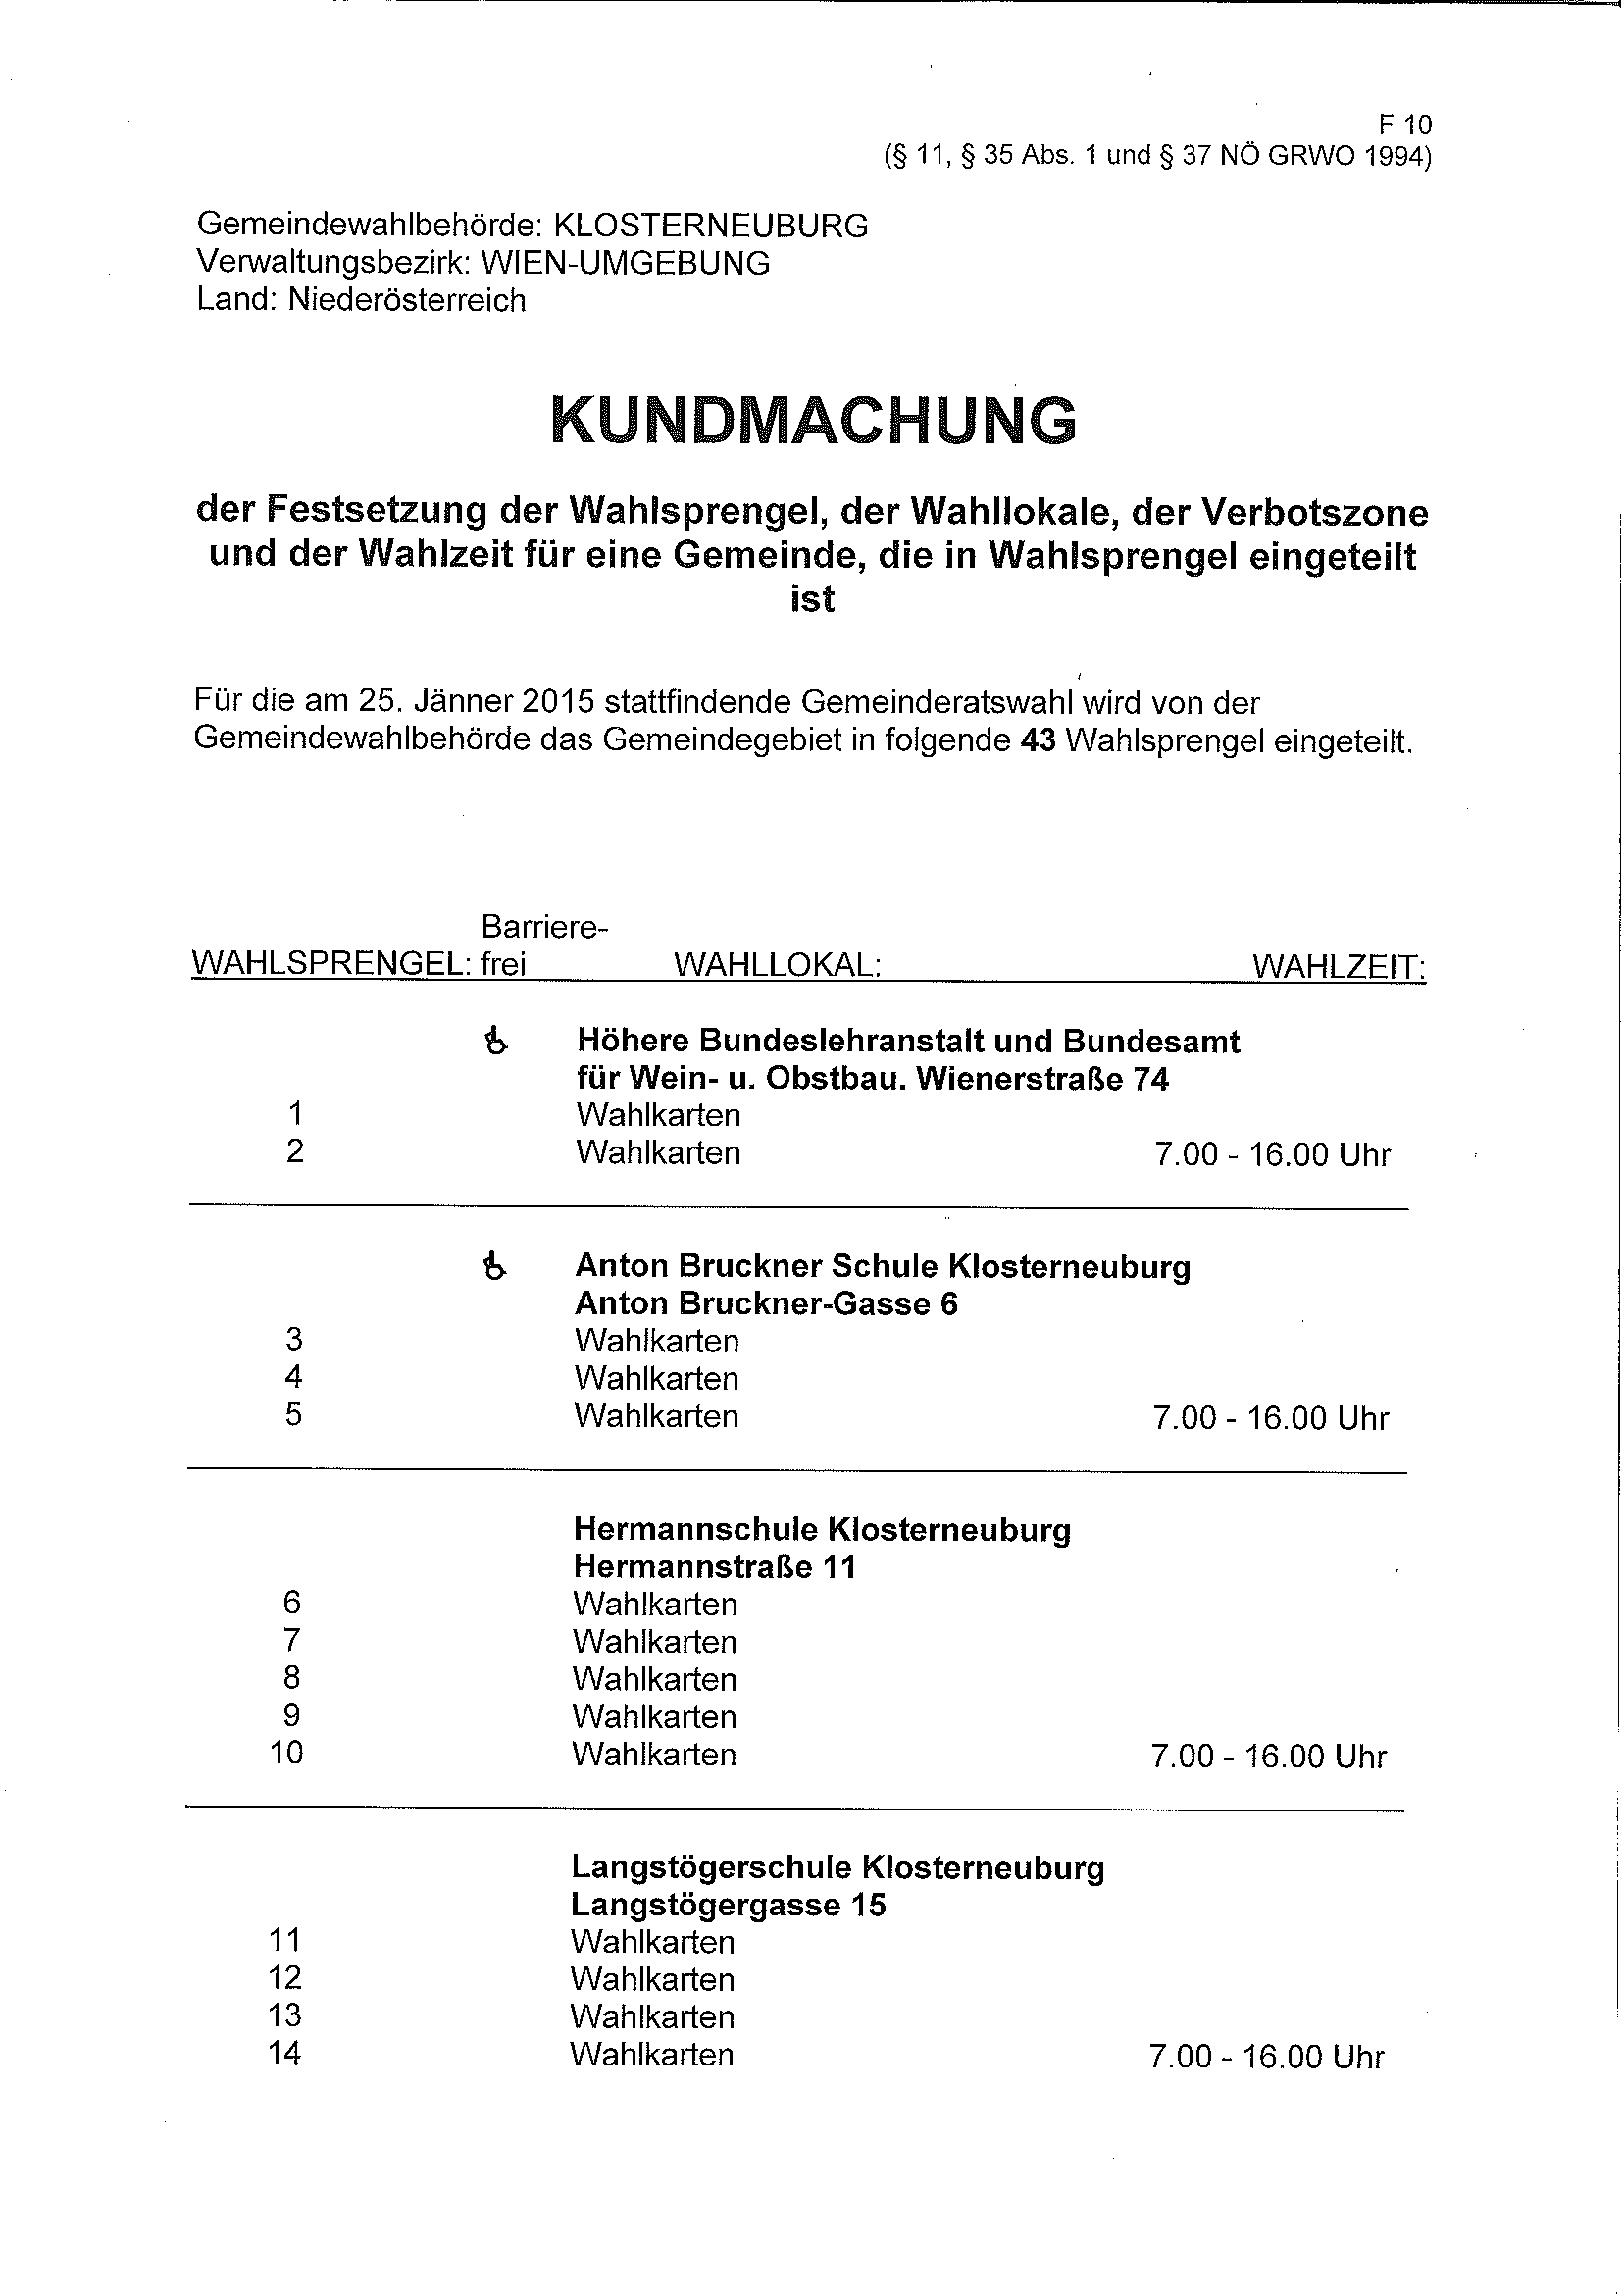 F 10
(§ 11, § 35 Abs. 1 und § 37 NÖ GRWO 1994)
Gemeindewahlbehörde: KLOSTERNEUBURG
Verwaltungsbezirk: WIEN-UMGEBUNG
Land: Niederösterreich
KUNDMACHUNG
der Festsetzung der Wahlsprengel, der Wahllokale, der Verbotszone
und der Wahlzeit für eine Gemeinde, die in Wahlsprengel eingeteilt
ist
Für die am 25. Jänner 2015 stattfindende Gemeinderatswahl wird von der
Gemeindewahlbehörde das Gemeindegebiet in folgende 43 Wahlsprengel eingeteilt.
Barriere-
WAHLSPRENGEL: frei WAHLLOKAL: WAHLZEIT:
Höhere Bundeslehranstalt und Bundesamt
für Wein- u. Obstbau. Wienerstraße 74
1 Wahlkarten
2 Wahlkarten 7.00 - 16.00 Uhr
Anton Bruckner Schule Klosterneuburg
Anton Bruckner-Gasse 6
3 Wahlkarten
4 Wahlkarten
5 Wahlkarten 7.00 - 16.00 Uhr
Hermannschule Klosterneuburg
Hermannstraße 11
6 Wahlkarten
7 Wahlkarten
8 Wahlkarten
9 Wahlkarten
10 Wahlkarten 7.00 - 16.00 Uhr
Langstögerschule Klosterneuburg
Langstögergasse 15
11 Wahlkarten
12 Wahlkarten
13 Wahlkarten
14 Wahlkarten 7.00 - 16.00 Uhr